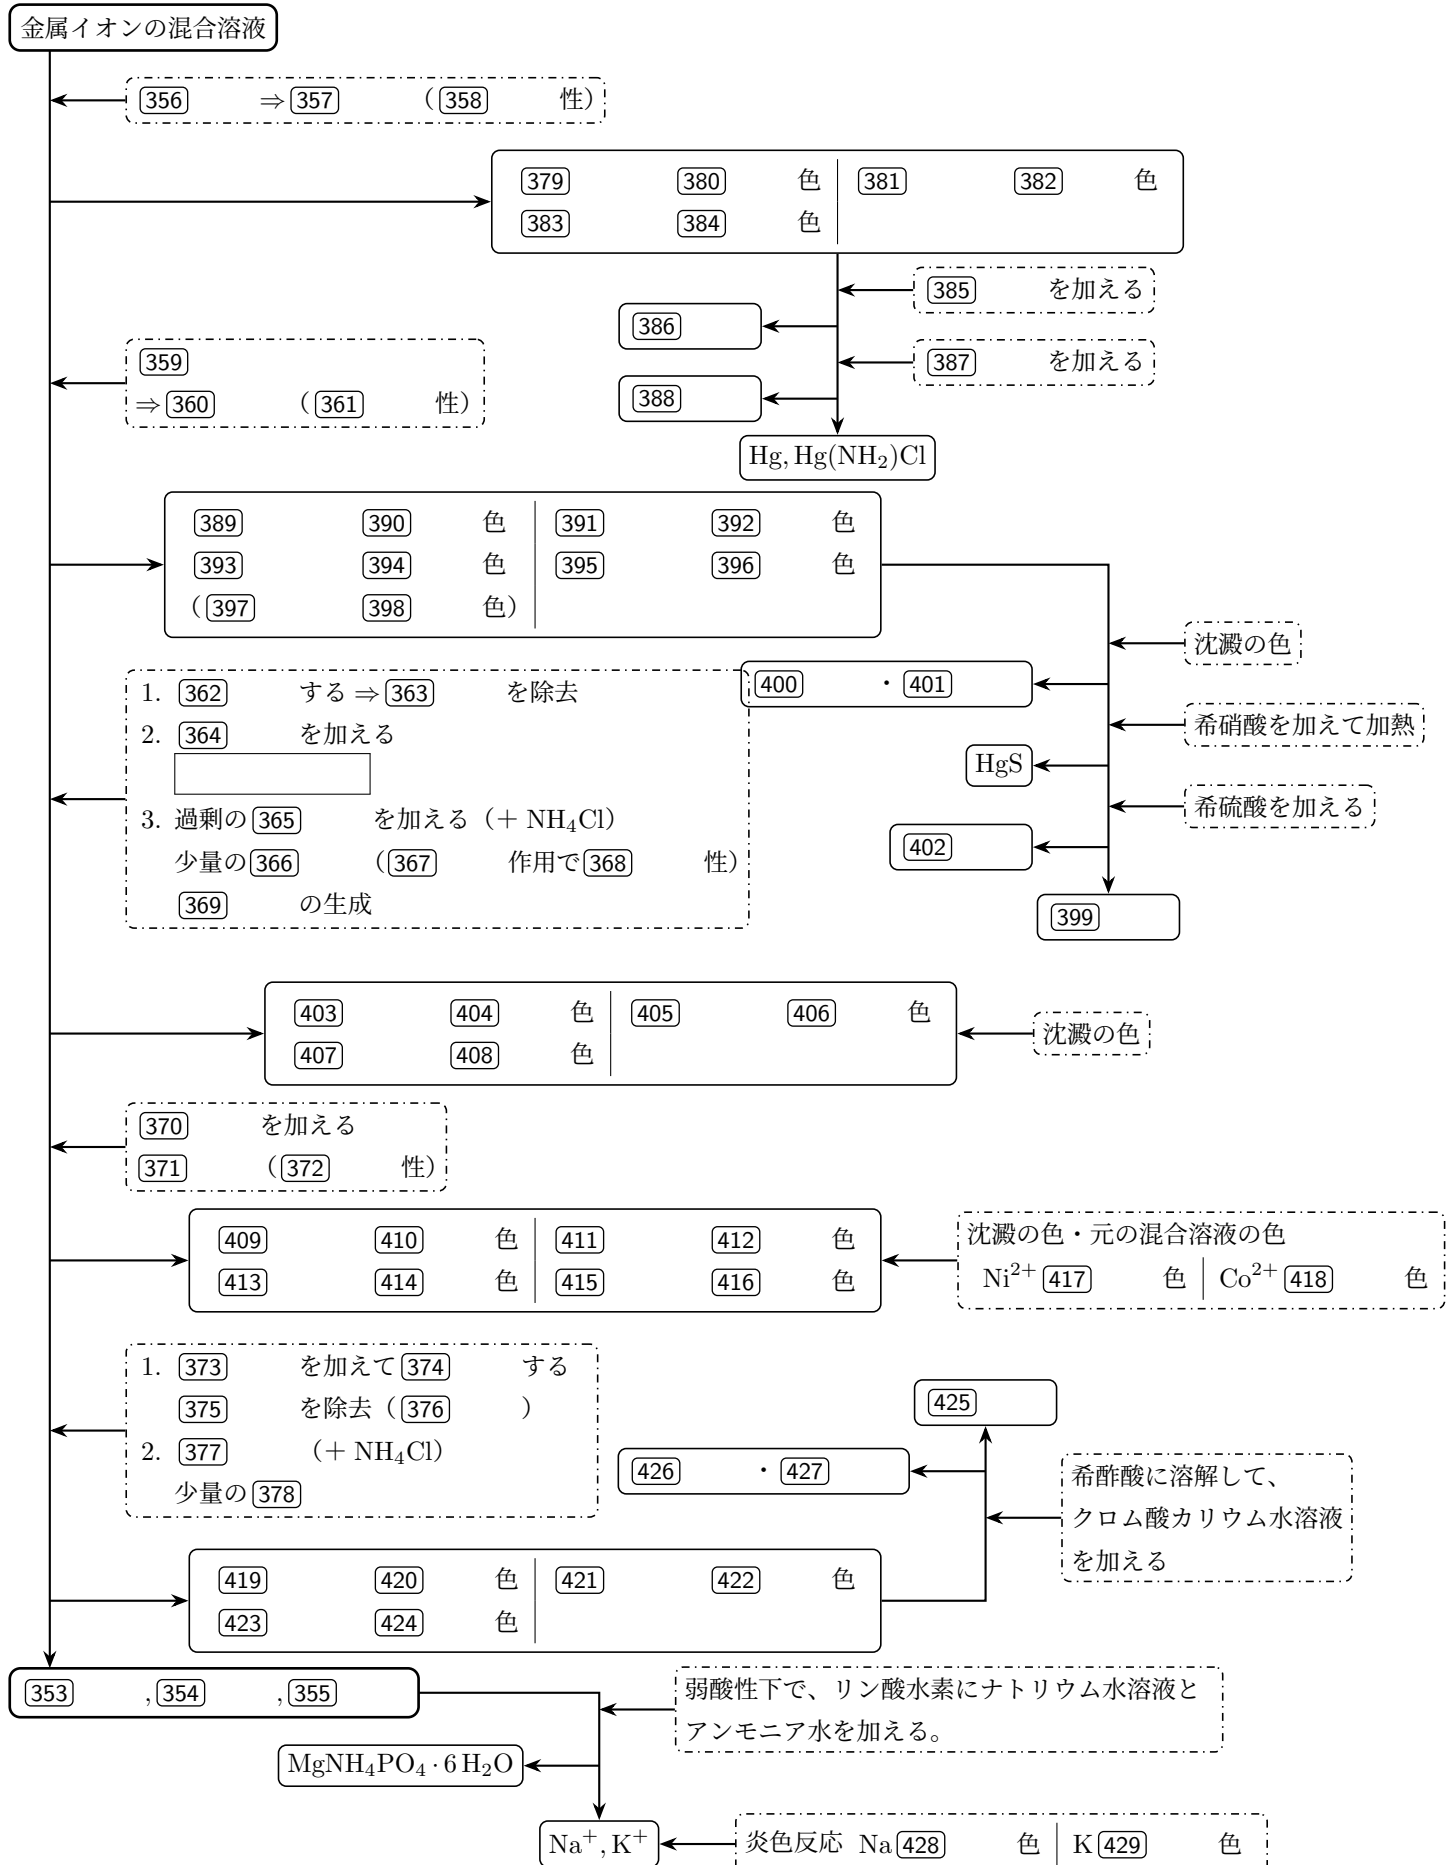 金属イオンの混合溶液
356 ⇒ 357 (358 性)
379 380 色 381 382 色
383 384 色
385 を加える
386
387 を加える
388
Hg, Hg(NH₂)Cl
359
⇒ 360 (361 性)
389 390 色 391 392 色
393 394 色 395 396 色
(397 398 色)
沈澱の色
400 ・ 401
希硝酸を加えて加熱
HgS
希硫酸を加える
402
399
1. 362 する ⇒ 363 を除去
2. 364 を加える
3. 過剰の 365 を加える (+ NH₄Cl)
少量の 366 (367 作用で 368 性)
369 の生成
403 404 色 405 406 色
407 408 色
沈澱の色
370 を加える
371 (372 性)
409 410 色 411 412 色
413 414 色 415 416 色
沈澱の色・元の混合溶液の色
Ni²⁺ 417 色 Co²⁺ 418 色
1. 373 を加えて 374 する
375 を除去 (376 )
2. 377 (+ NH₄Cl)
少量の 378
425
426 ・ 427
希酢酸に溶解して、
クロム酸カリウム水溶液
を加える
419 420 色 421 422 色
423 424 色
353 , 354 , 355
弱酸性下で、リン酸水素にナトリウム水溶液と
アンモニア水を加える。
MgNH₄PO₄・6 H₂O
Na⁺, K⁺
炎色反応 Na 428 色 K 429 色